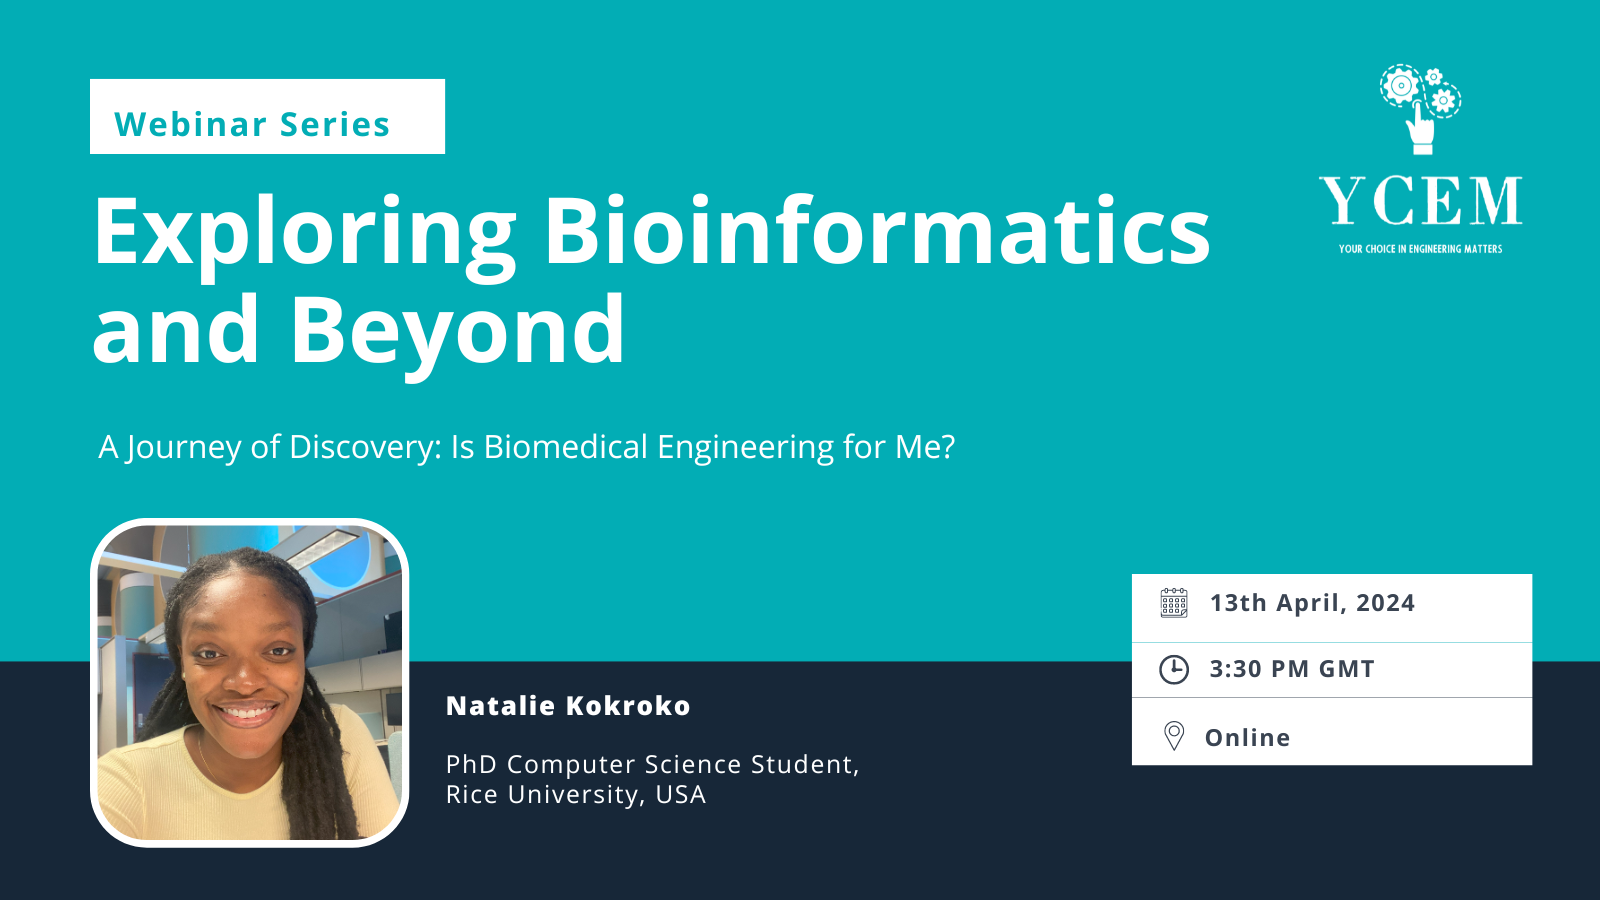 Webinar Series
YCEM
YOUR CHOICE IN ENGINEERING MATTERS
Exploring Bioinformatics
and Beyond
A Journey of Discovery: Is Biomedical Engineering for Me?
Natalie Kokroko
PhD Computer Science Student,
Rice University, USA
13th April, 2024
3:30 PM GMT
Online